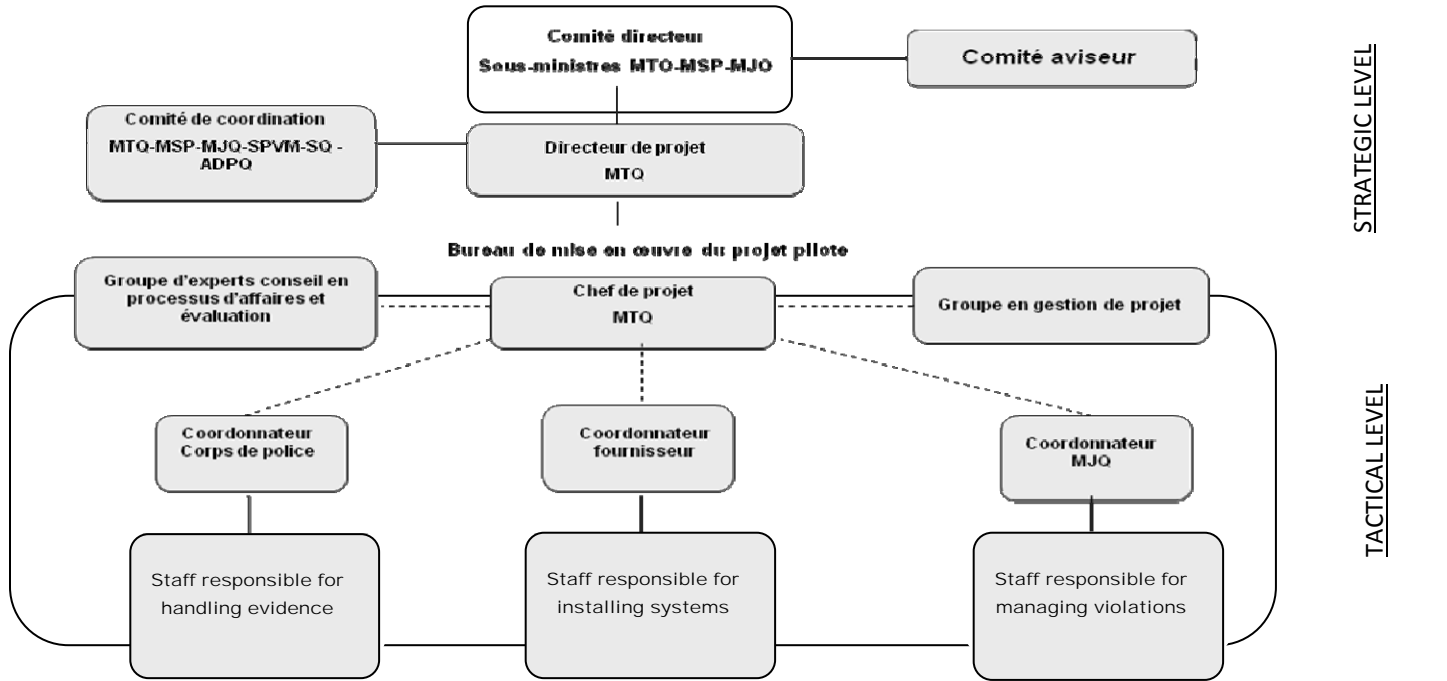 Comité directeur
Sous-ministres MTQ-MSP-MJQ
Comité aviseur
STRATEGIC LEVEL
Comité de coordination
MTQ-MSP-MJQ-SPVM-SQ -
ADPQ
Directeur de projet
MTQ
Bureau de mise en œuvre du projet pilote
Groupe d'experts conseil en
processus d'affaires et
évaluation
Chef de projet
MTQ
Groupe en gestion de projet
TACTICAL LEVEL
Coordonnateur
Corps de police
Coordonnateur
fournisseur
Coordonnateur
MJQ
Staff responsible for
handling evidence
Staff responsible for
installing systems
Staff responsible for
managing violations